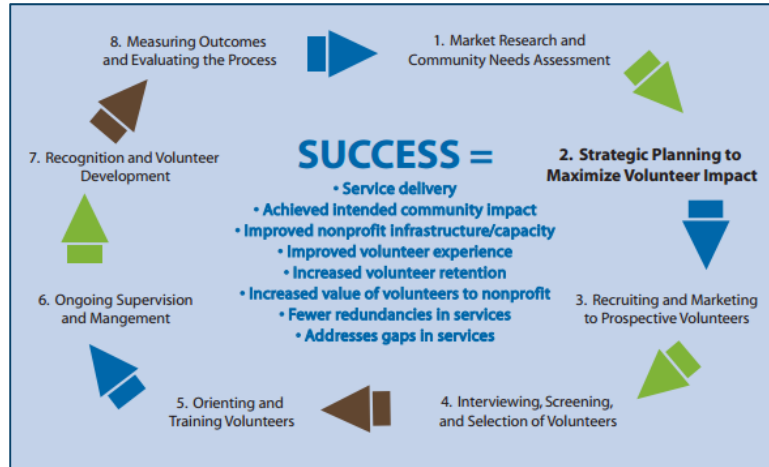 8. Measuring Outcomes
and Evaluating the Process
1. Market Research and
Community Needs Assessment
7. Recognition and Volunteer
Development
SUCCESS =
• Service delivery
• Achieved intended community impact
• Improved nonprofit infrastructure/capacity
• Improved volunteer experience
• Increased volunteer retention
• Increased value of volunteers to nonprofit
• Fewer redundancies in services
• Addresses gaps in services
2. Strategic Planning to
Maximize Volunteer Impact
6. Ongoing Supervision
and Mangement
3. Recruiting and Marketing
to Prospective Volunteers
5. Orienting and
Training Volunteers
4. Interviewing, Screening,
and Selection of Volunteers